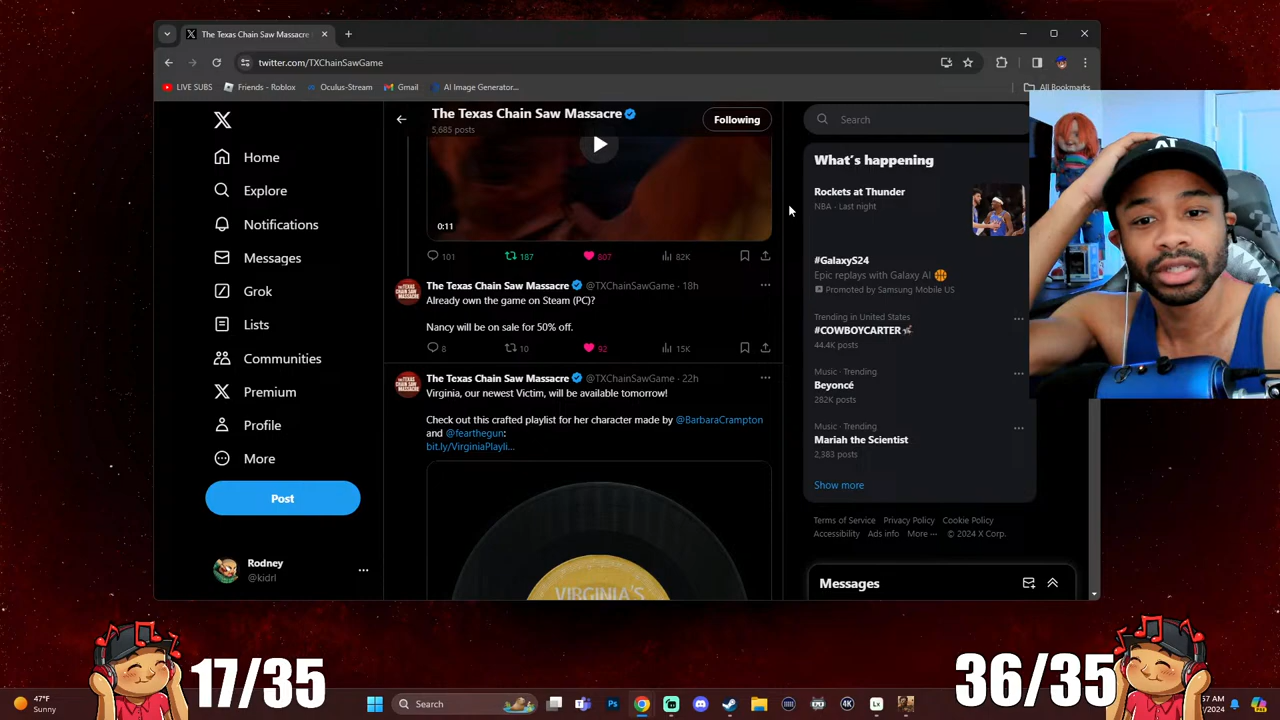 The Texas Chain Saw Massacre
twitter.com/TXChainSawGame
LIVE SUBS
Friends - Roblox
Oculus-Stream
Gmail
AI Image Generator...
All Bookmarks
The Texas Chain Saw Massacre
5,685 posts
Following
Search
Home
Explore
Notifications
Messages
Grok
Lists
Communities
Premium
Profile
More
Post
Rodney
@kidrl
0:11
101
187
807
82K
The Texas Chain Saw Massacre @TXChainSawGame · 18h
Already own the game on Steam (PC)?
Nancy will be on sale for 50% off.
8
10
92
15K
The Texas Chain Saw Massacre @TXChainSawGame · 22h
Virginia, our newest Victim, will be available tomorrow!
Check out this crafted playlist for her character made by @BarbaraCrampton
and @fearthegun:
bit.ly/VirginiaPlayli...
VIRGINIA'S
What's happening
Rockets at Thunder
NBA · Last night
#GalaxyS24
Epic replays with Galaxy AI
Promoted by Samsung Mobile US
Trending in United States
#COWBOYCARTER
44.4K posts
Music · Trending
Beyoncé
282K posts
Music · Trending
Mariah the Scientist
2,383 posts
Show more
Terms of Service Privacy Policy Cookie Policy
Accessibility Ads info More ··· © 2024 X Corp.
Messages
17/35
36/35
47°F
Sunny
Search